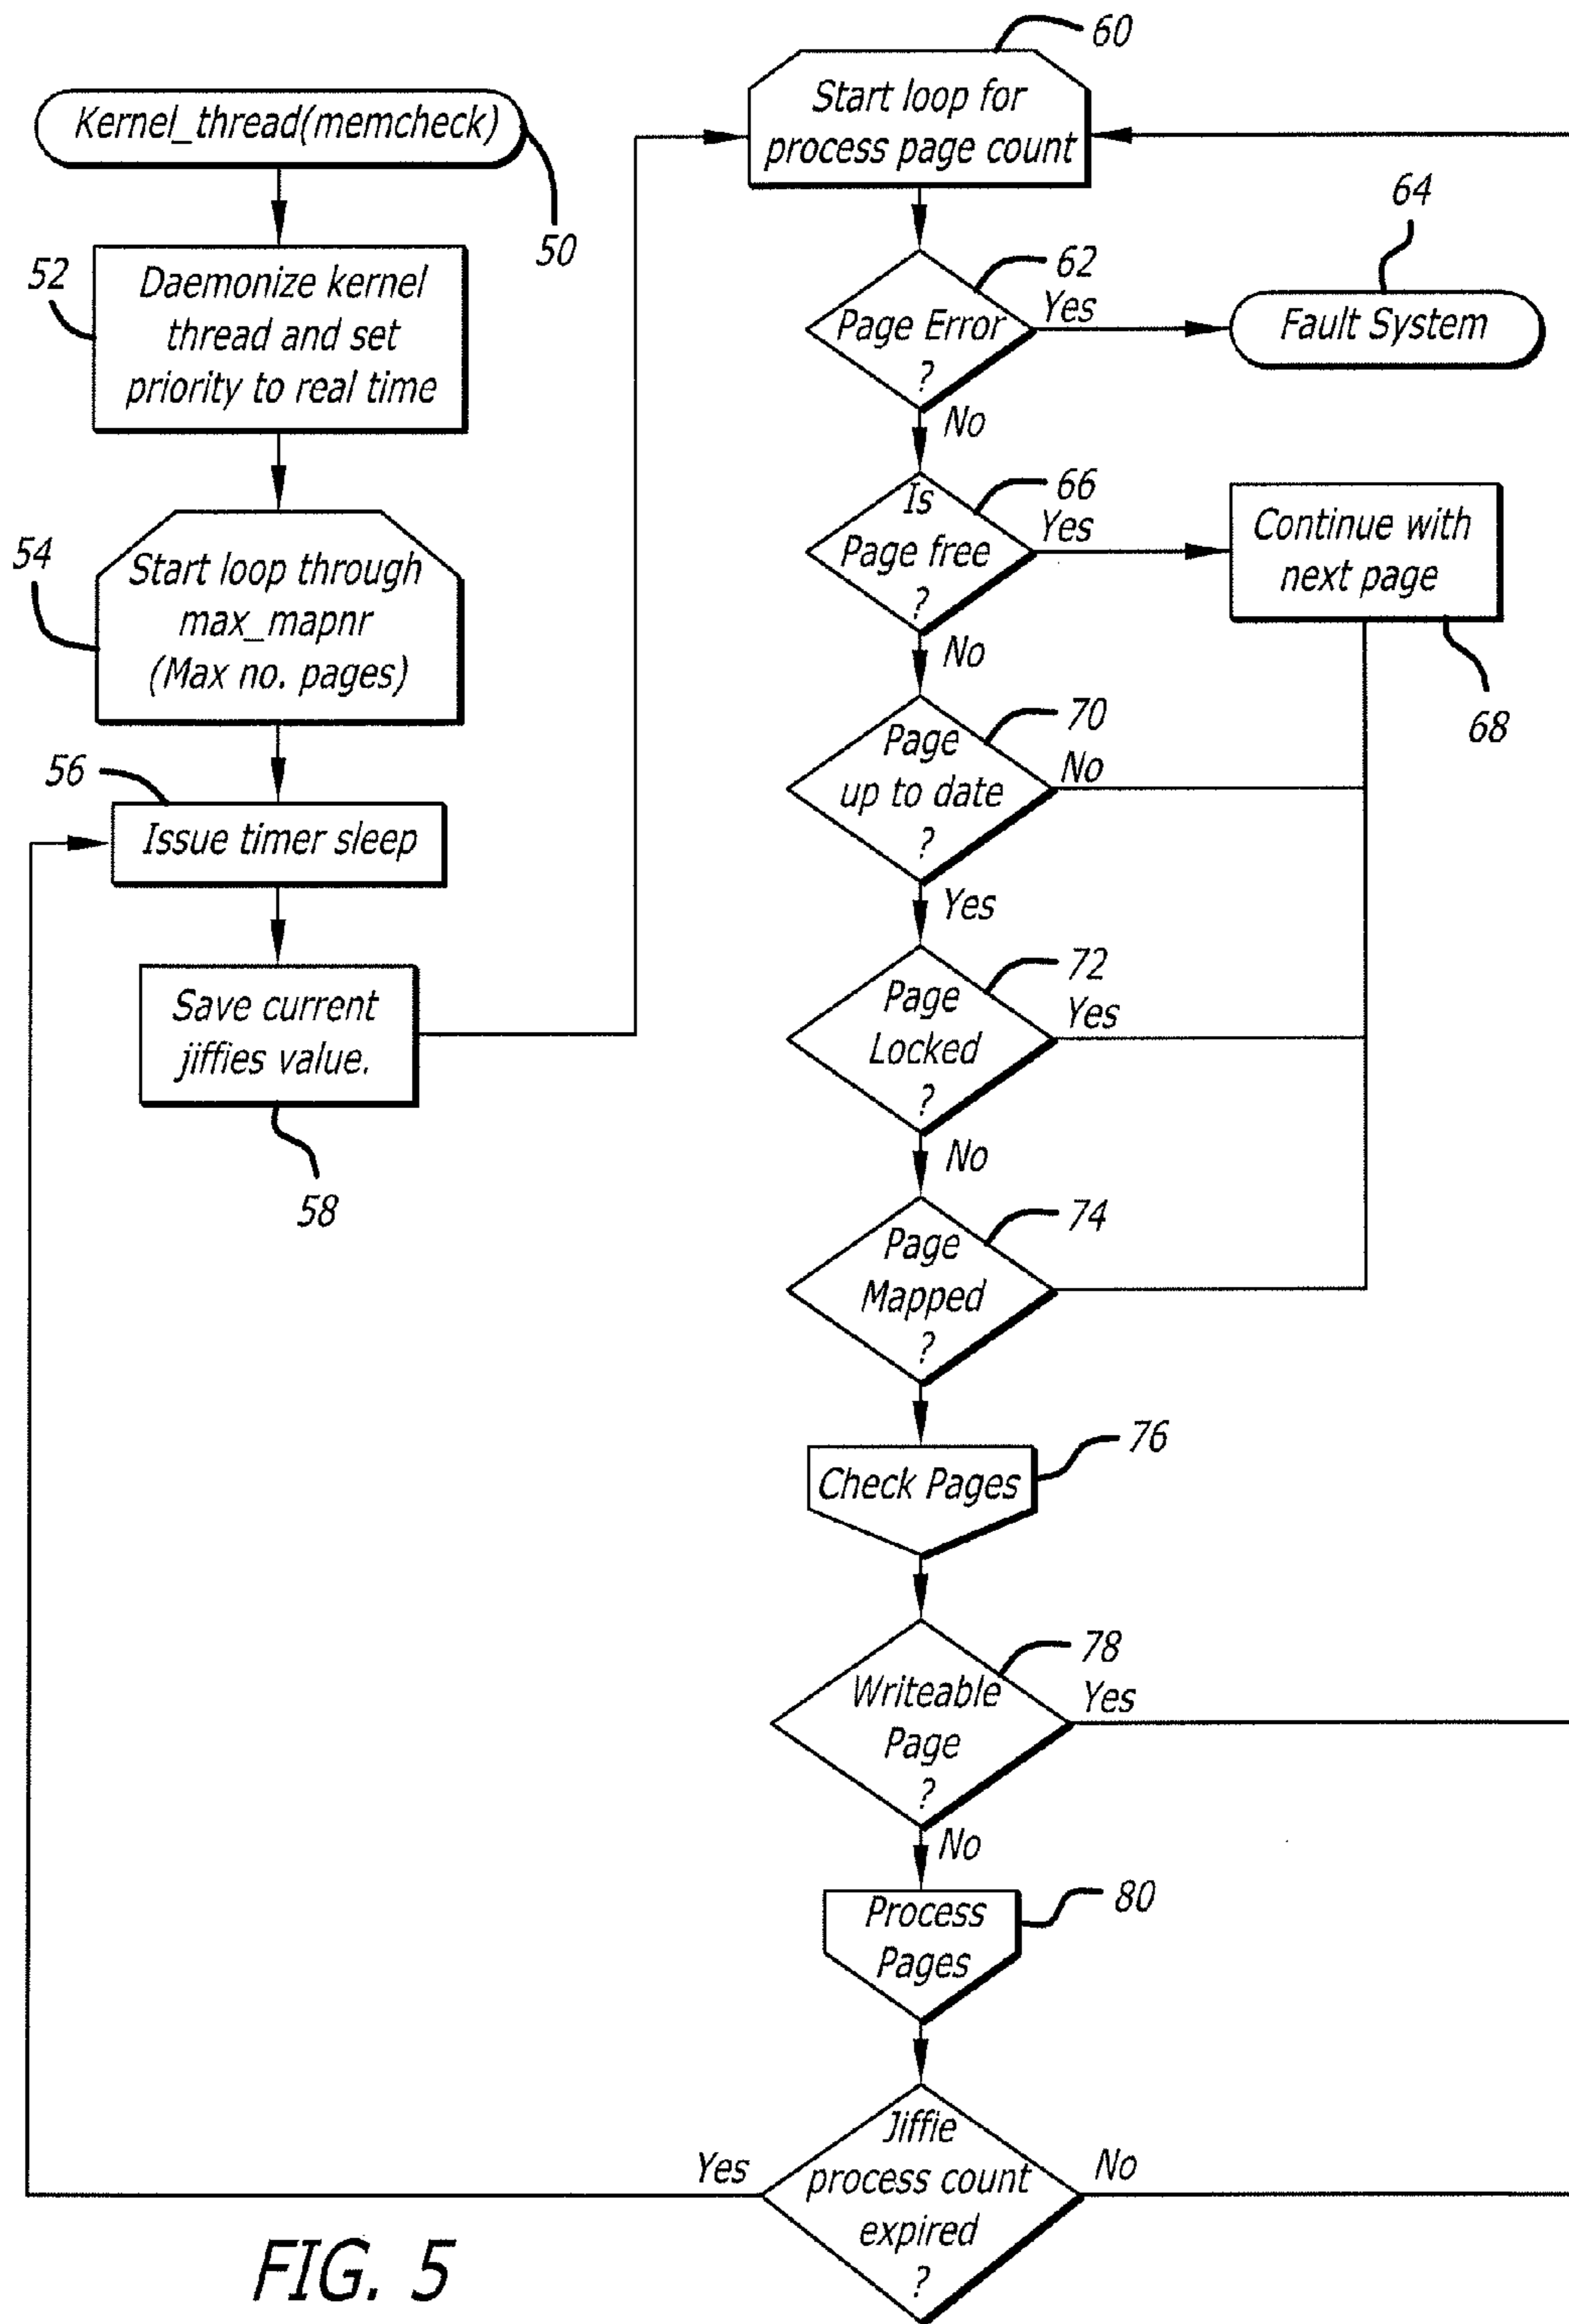 Kernel_thread(memcheck)
50
52
Daemonize kernel
thread and set
priority to real time
54
Start loop through
max_mapnr
(Max no. pages)
56
Issue timer sleep
Save current
jiffies value.
58
60
Start loop for
process page count
62
Page Error
?
Yes
64
Fault System
No
66
Is
Page free
?
Yes
Continue with
next page
68
No
70
Page
up to date
?
No
Yes
72
Page
Locked
?
Yes
No
74
Page
Mapped
?
76
Check Pages
78
Writeable
Page
?
Yes
No
80
Process
Pages
Jiffie
process count
expired
?
Yes
No
FIG. 5